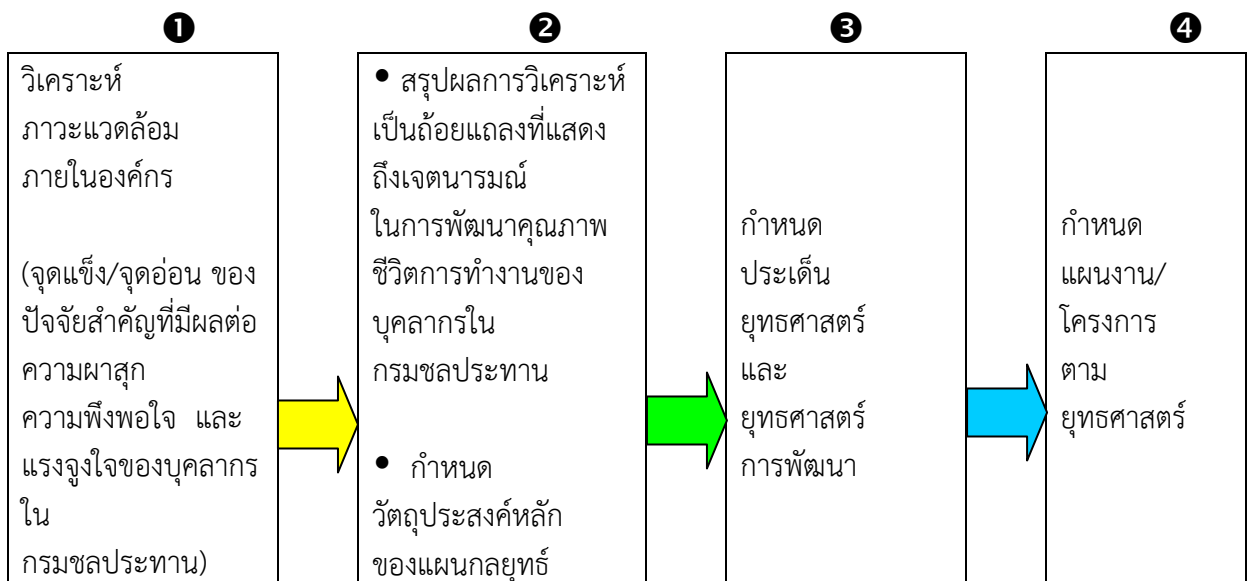 ❶
วิเคราะห์
ภาวะแวดล้อม
ภายในองค์กร
(จุดแข็ง/จุดอ่อน ของ
ปัจจัยสำคัญที่มีผลต่อ
ความผาสุก
ความพึงพอใจ และ
แรงจูงใจของบุคลากร
ใน
กรมชลประทาน)
❷
• สรุปผลการวิเคราะห์
เป็นถ้อยแถลงที่แสดง
ถึงเจตนารมณ์
ในการพัฒนาคุณภาพ
ชีวิตการทำงานของ
บุคลากรใน
กรมชลประทาน
• กำหนด
วัตถุประสงค์หลัก
ของแผนกลยุทธ์
❸
กำหนด
ประเด็น
ยุทธศาสตร์
และ
ยุทธศาสตร์
การพัฒนา
❹
กำหนด
แผนงาน/
โครงการ
ตาม
ยุทธศาสตร์